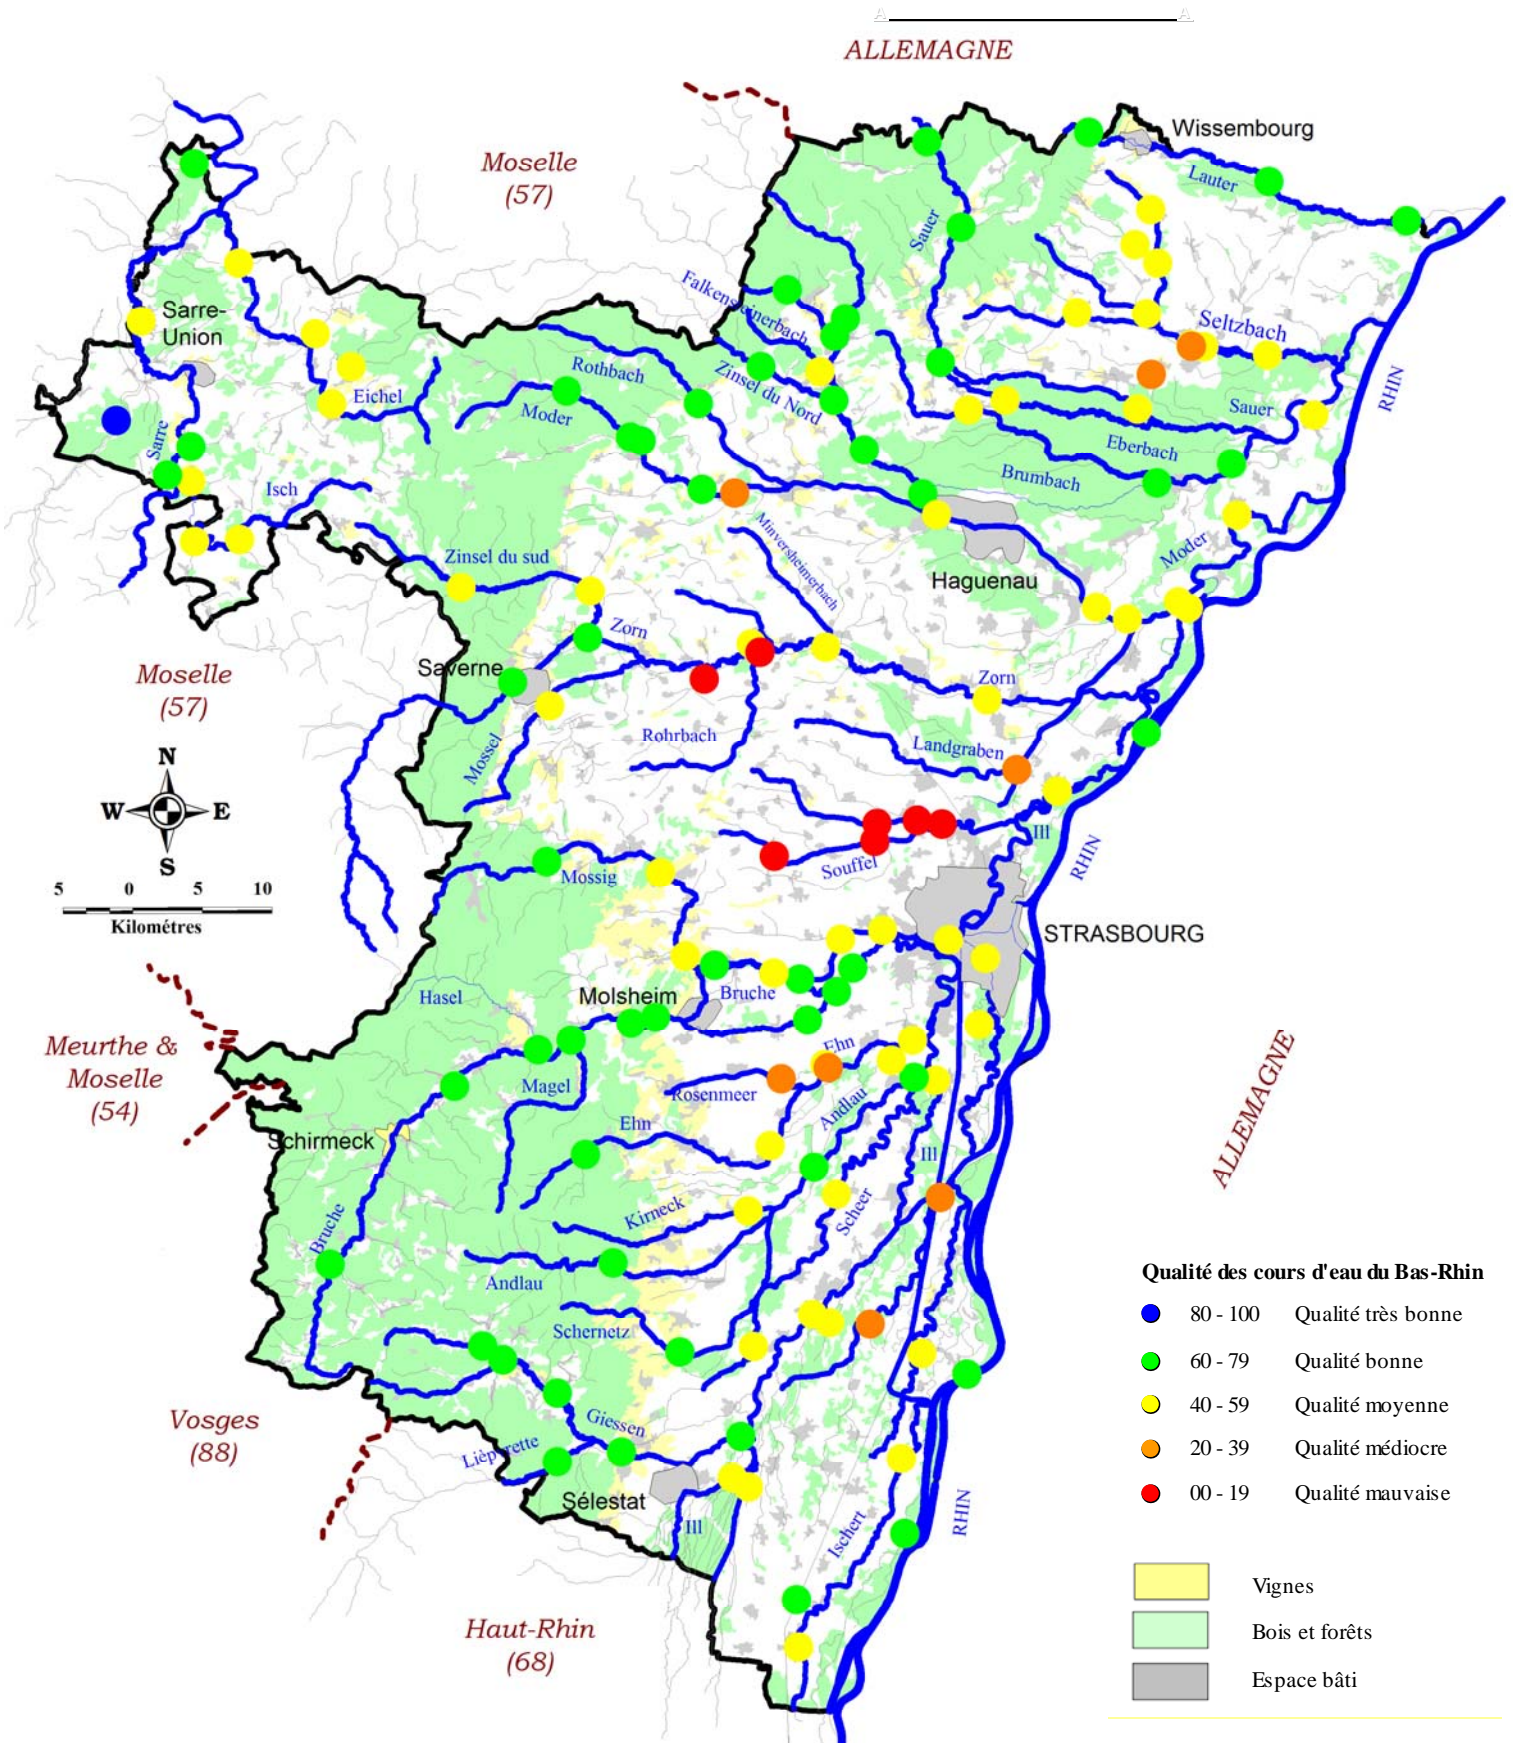 A A
ALLEMAGNE
Wissembourg
Moselle
(57)
Lauter
Sauer
Falkensteinerbach
Sarre-
Union
Seltzbach
Rothbach
Zinsel du Nord
RHIN
Eichel
Moder
Sauer
Sarre
Eberbach
Brumbach
Isch
Minversheimerbach
Moder
Zinsel du sud
Haguenau
Zorn
Saverne
Moselle
(57)
Zorn
Rohrbach
Landgraben
Mossel
N
W E
S
Ill
RHIN
Souffel
Mossig
5 0 5 10
Kilométres
STRASBOURG
Hasel
Molsheim
Bruche
Meurthe &
Moselle
(54)
Ehn
Magel
Rosenmeer
Andlau
ALLEMAGNE
Schirmeck
Ehn
Ill
Kirneck
Scheer
Bruche
Andlau
Schernetz
Qualité des cours d'eau du Bas-Rhin
80 - 100 Qualité très bonne
60 - 79 Qualité bonne
40 - 59 Qualité moyenne
20 - 39 Qualité médiocre
00 - 19 Qualité mauvaise
Vosges
(88)
Giessen
Lièpvrette
Sélestat
Ill
Ischert
RHIN
Haut-Rhin
(68)
Vignes
Bois et forêts
Espace bâti